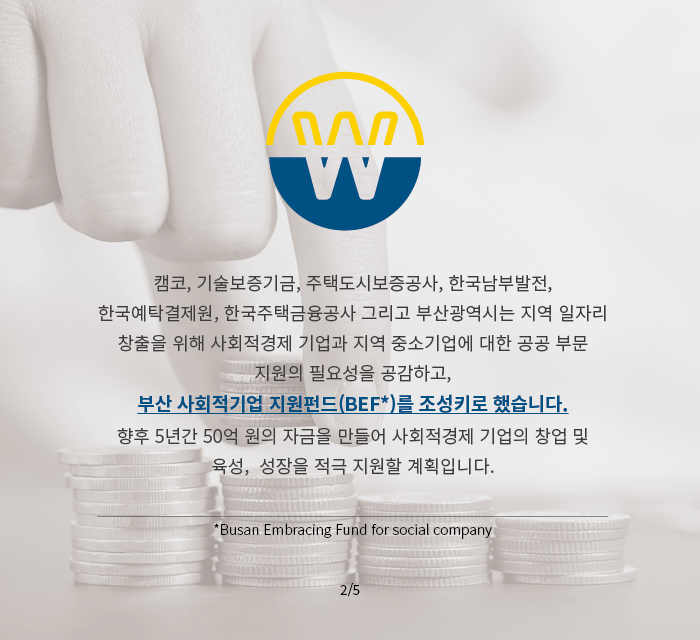 W
W
캠코, 기술보증기금, 주택도시보증공사, 한국남부발전,
한국예탁결제원, 한국주택금융공사 그리고 부산광역시는 지역 일자리
창출을 위해 사회적경제 기업과 지역 중소기업에 대한 공공 부문
지원의 필요성을 공감하고,
부산 사회적기업 지원펀드(BEF*)를 조성키로 했습니다.
향후 5년간 50억 원의 자금을 만들어 사회적경제 기업의 창업 및
육성, 성장을 적극 지원할 계획입니다.
*Busan Embracing Fund for social company
2/5